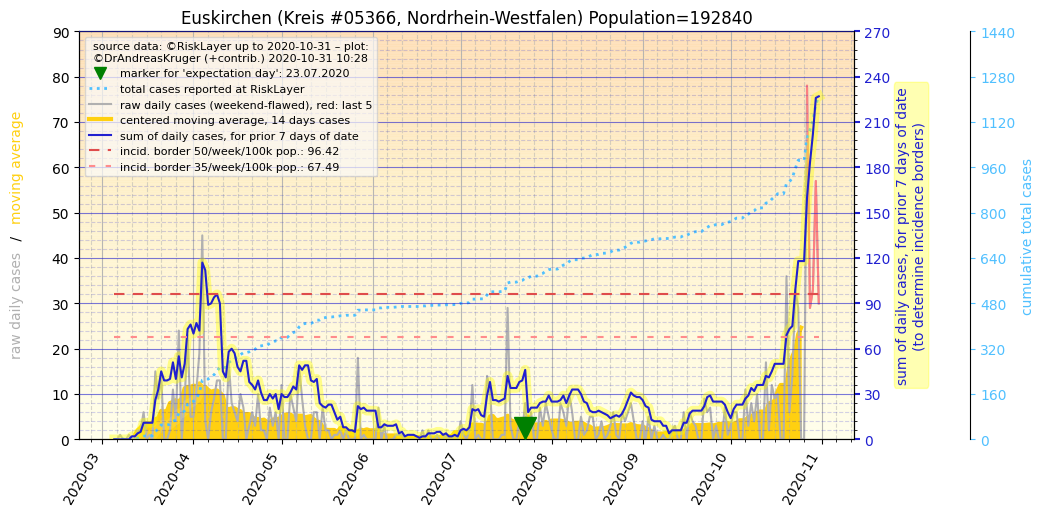 Euskirchen (Kreis #05366, Nordrhein-Westfalen) Population=192840
source data: ©RiskLayer up to 2020-10-31 – plot:
©DrAndreasKruger (+contrib.) 2020-10-31 10:28
marker for 'expectation day': 23.07.2020
total cases reported at RiskLayer
raw daily cases (weekend-flawed), red: last 5
centered moving average, 14 days cases
sum of daily cases, for prior 7 days of date
incid. border 50/week/100k pop.: 96.42
incid. border 35/week/100k pop.: 67.49
raw daily cases / moving average
90
80
70
60
50
40
30
20
10
0
2020-03
2020-04
2020-05
2020-06
2020-07
2020-08
2020-09
2020-10
2020-11
270
240
210
180
150
120
90
60
30
0
sum of daily cases, for prior 7 days of date
(to determine incidence borders)
1440
1280
1120
960
800
640
480
320
160
0
cumulative total cases